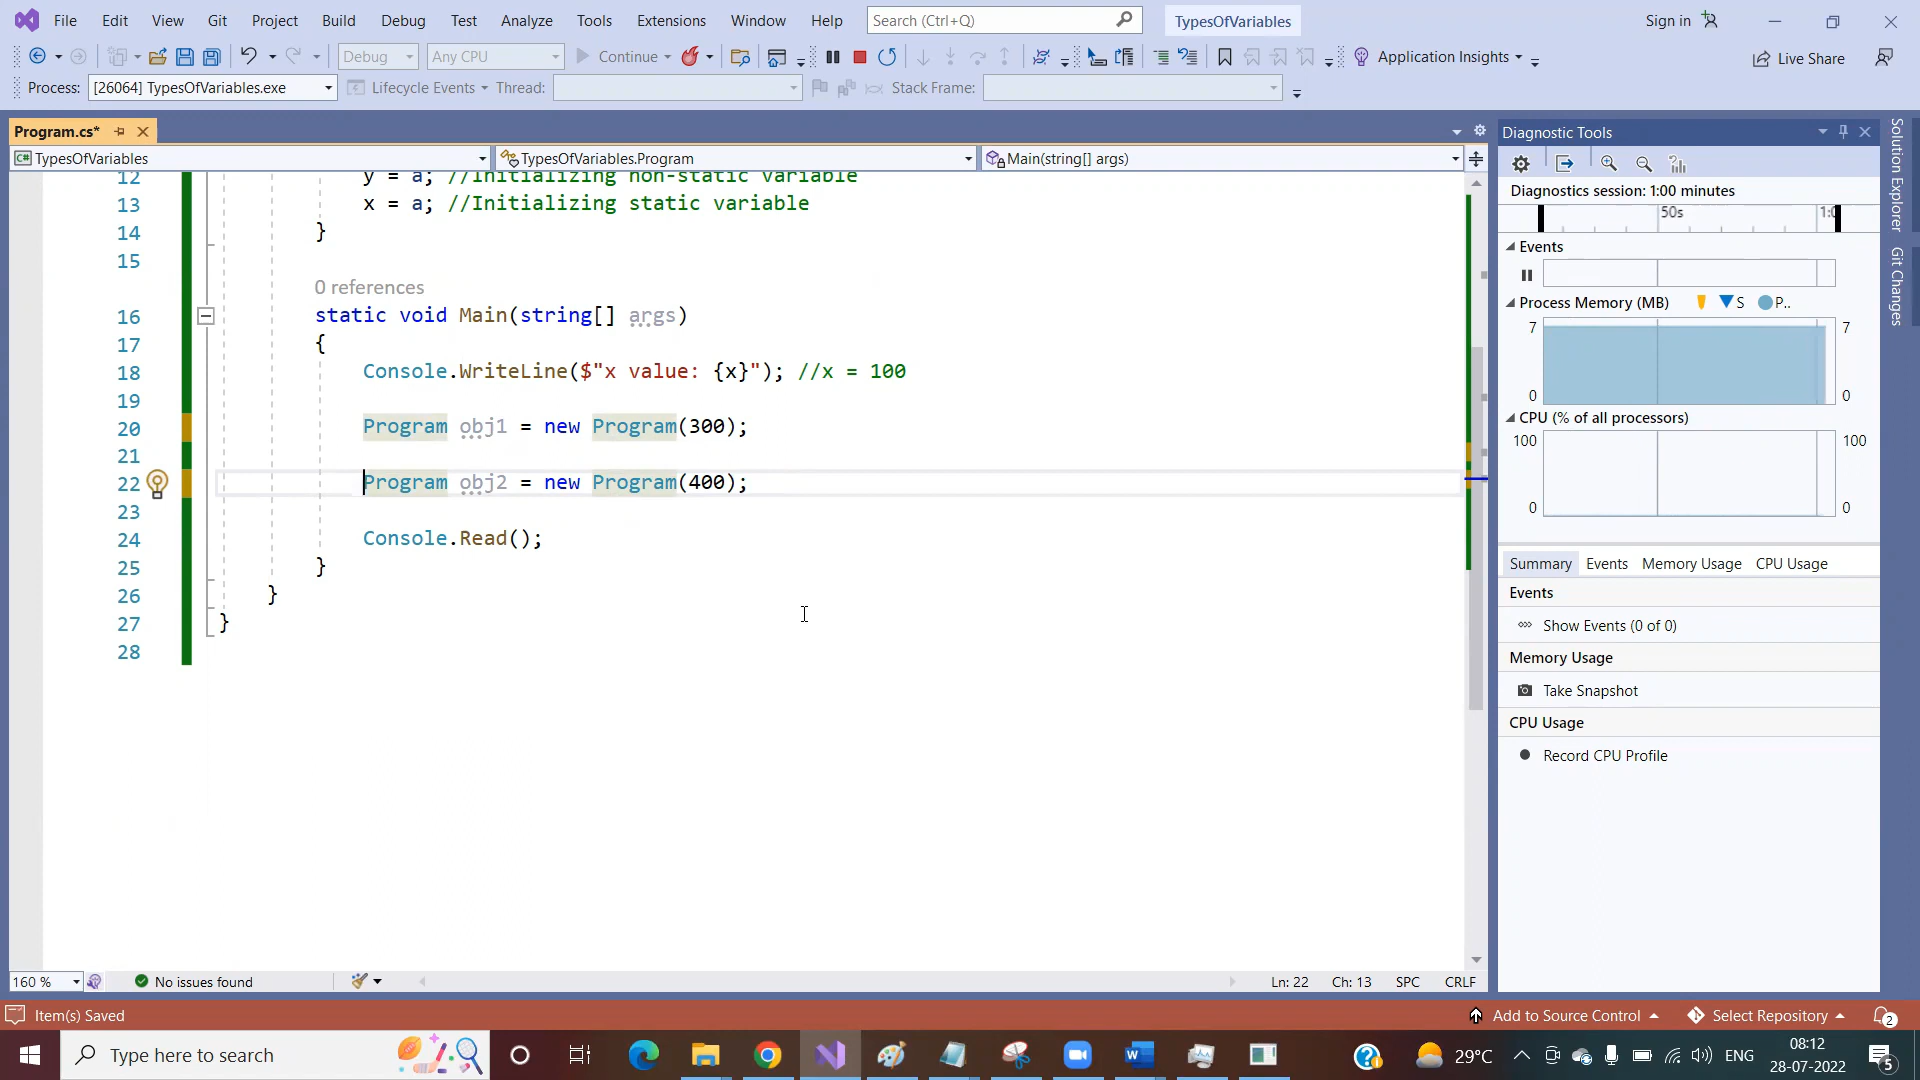 File Edit View Git Project Build Debug Test Analyze Tools Extensions Window Help Search (Ctrl+Q) TypesOfVariables Sign in
Debug Any CPU Continue Application Insights Live Share
Process: [26064] TypesOfVariables.exe Lifecycle Events Thread: Stack Frame:
Program.cs*
TypesOfVariables TypesOfVariables.Program Main(string[] args)
12 y = a; //Initializing non-static variable
13 x = a; //Initializing static variable
14 }
15
0 references
16 static void Main(string[] args)
17 {
18 Console.WriteLine($"x value: {x}"); //x = 100
19
20 Program obj1 = new Program(300);
21
22 Program obj2 = new Program(400);
23
24 Console.Read();
25 }
26 }
27 }
28
160 % No issues found Ln: 22 Ch: 13 SPC CRLF
Diagnostic Tools
Diagnostics session: 1:00 minutes
50s 1:0
Events
Process Memory (MB) S P..
7 7
0 0
CPU (% of all processors)
100 100
0 0
Summary Events Memory Usage CPU Usage
Events
Show Events (0 of 0)
Memory Usage
Take Snapshot
CPU Usage
Record CPU Profile
Solution Explorer
Git Changes
Item(s) Saved Add to Source Control Select Repository 2
Type here to search 29°C ENG 08:12
28-07-2022 5